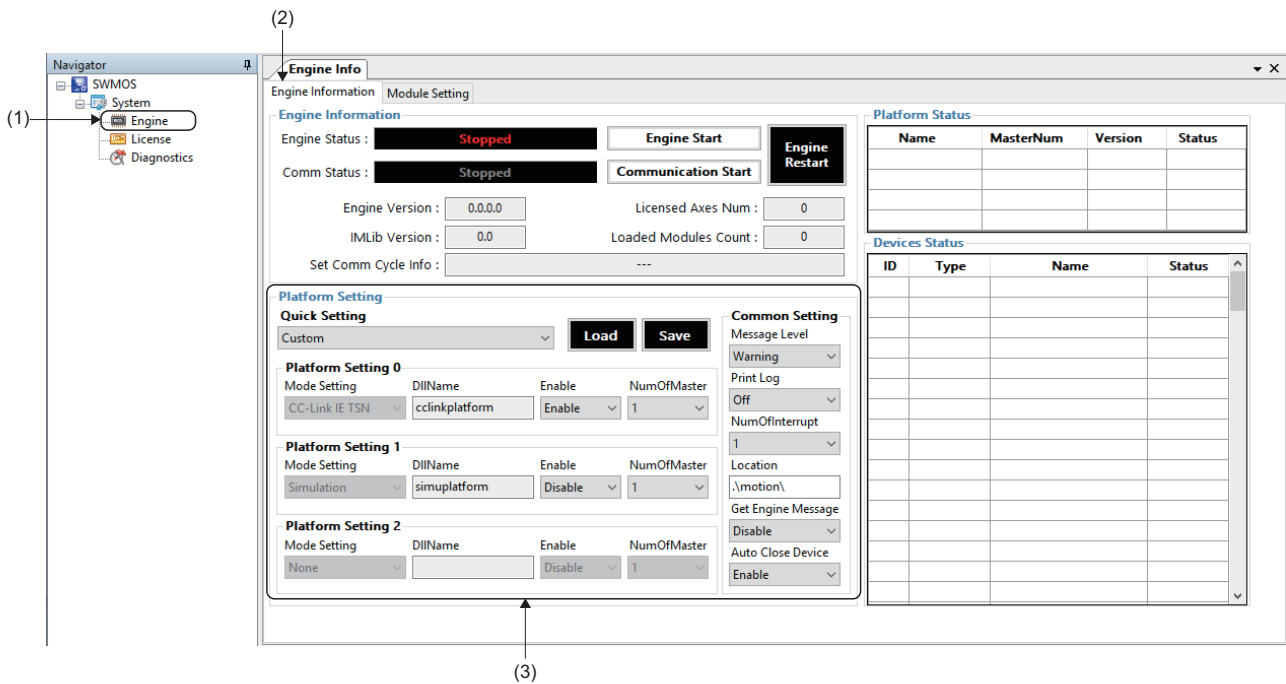 (2)
Navigator
SWMOS
System
(1)
Engine
License
Diagnostics
Engine Info
Engine Information Module Setting
Engine Information
Engine Status : Stopped Engine Start Engine Restart
Comm Status : Stopped Communication Start
Engine Version : 0.0.0.0 Licensed Axes Num : 0
IMLib Version : 0.0 Loaded Modules Count : 0
Set Comm Cycle Info : ---
Platform Setting
Quick Setting
Custom Load Save
Platform Setting 0
Mode Setting DllName Enable NumOfMaster
CC-Link IE TSN cclinkplatform Enable 1
Platform Setting 1
Mode Setting DllName Enable NumOfMaster
Simulation simuplatform Disable 1
Platform Setting 2
Mode Setting DllName Enable NumOfMaster
None Disable 1
Common Setting
Message Level
Warning
Print Log
Off
NumOfInterrupt
1
Location
.\motion\
Get Engine Message
Disable
Auto Close Device
Enable
Platform Status
Name MasterNum Version Status
Devices Status
ID Type Name Status
(3)